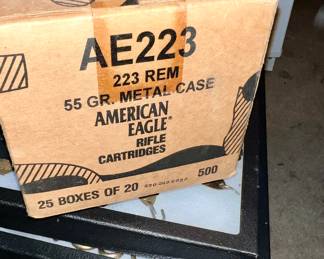 AE223
223 REM
55 GR. METAL CASE
AMERICAN
EAGLE®
RIFLE
CARTRIDGES
25 BOXES OF 20
500